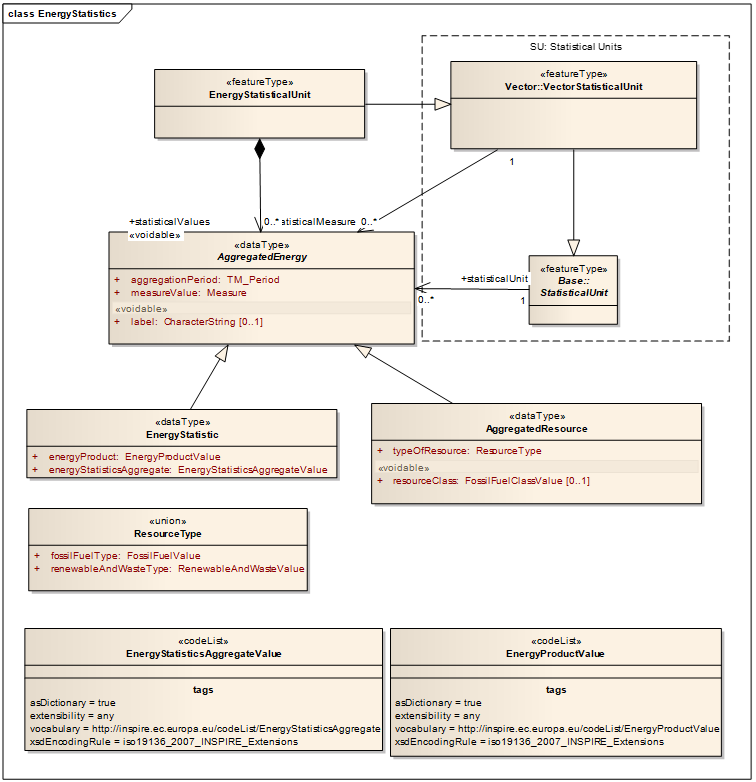 class EnergyStatistics
SU: Statistical Units
«featureType»
EnergyStatisticalUnit
«featureType»
Vector::VectorStatisticalUnit
1
+statisticalValues
0..*
tatisticalMeasure
0..*
«voidable»
«dataType»
AggregatedEnergy
+ aggregationPeriod: TM_Period
+ measureValue: Measure
«voidable»
+ label: CharacterString [0..1]
«featureType»
Base::
StatisticalUnit
+statisticalUnit
0..*
1
«dataType»
EnergyStatistic
+ energyProduct: EnergyProductValue
+ energyStatisticsAggregate: EnergyStatisticsAggregateValue
«dataType»
AggregatedResource
+ typeOfResource: ResourceType
«voidable»
+ resourceClass: FossilFuelClassValue [0..1]
«union»
ResourceType
+ fossilFuelType: FossilFuelValue
+ renewableAndWasteType: RenewableAndWasteValue
«codeList»
EnergyStatisticsAggregateValue
tags
asDictionary = true
extensibility = any
vocabulary = http://inspire.ec.europa.eu/codeList/EnergyStatisticsAggregate
xsdEncodingRule = iso19136_2007_INSPIRE_Extensions
«codeList»
EnergyProductValue
tags
asDictionary = true
extensibility = any
vocabulary = http://inspire.ec.europa.eu/codeList/EnergyProductValue
xsdEncodingRule = iso19136_2007_INSPIRE_Extensions